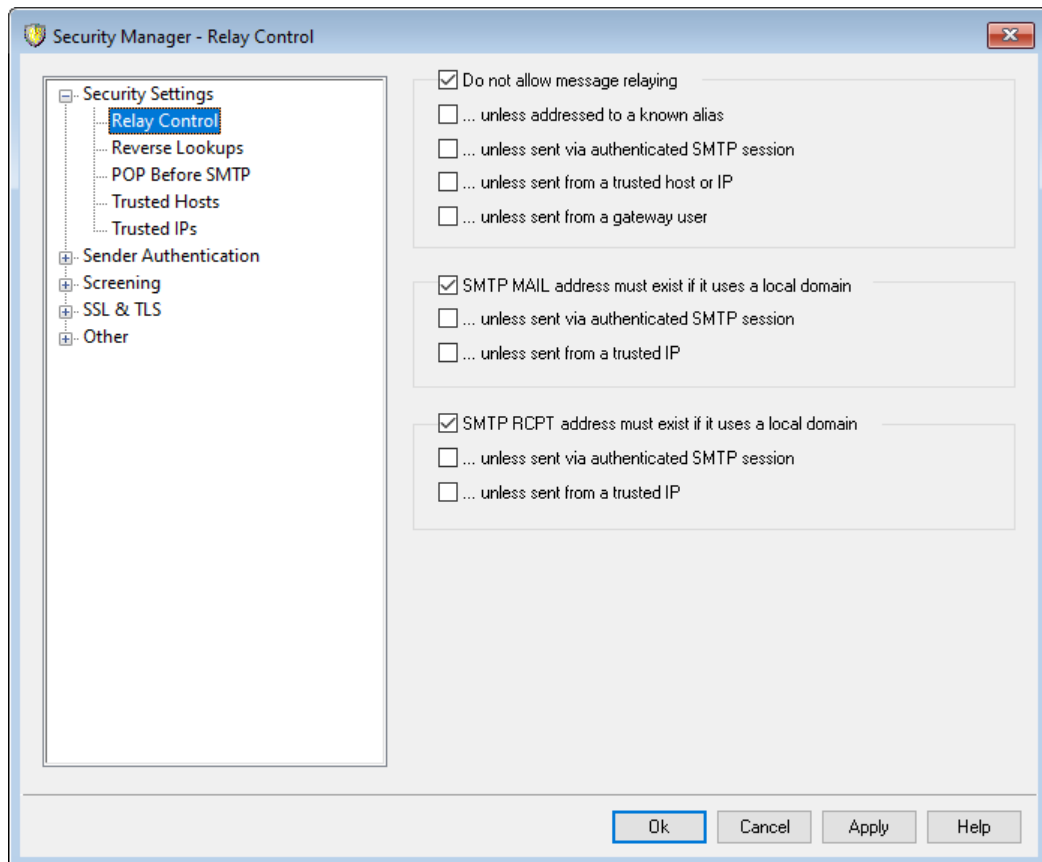 Security Manager - Relay Control
Security Settings
Relay Control
Reverse Lookups
POP Before SMTP
Trusted Hosts
Trusted IPs
Sender Authentication
Screening
SSL & TLS
Other
Do not allow message relaying
... unless addressed to a known alias
... unless sent via authenticated SMTP session
... unless sent from a trusted host or IP
... unless sent from a gateway user
SMTP MAIL address must exist if it uses a local domain
... unless sent via authenticated SMTP session
... unless sent from a trusted IP
SMTP RCPT address must exist if it uses a local domain
... unless sent via authenticated SMTP session
... unless sent from a trusted IP
Ok Cancel Apply Help